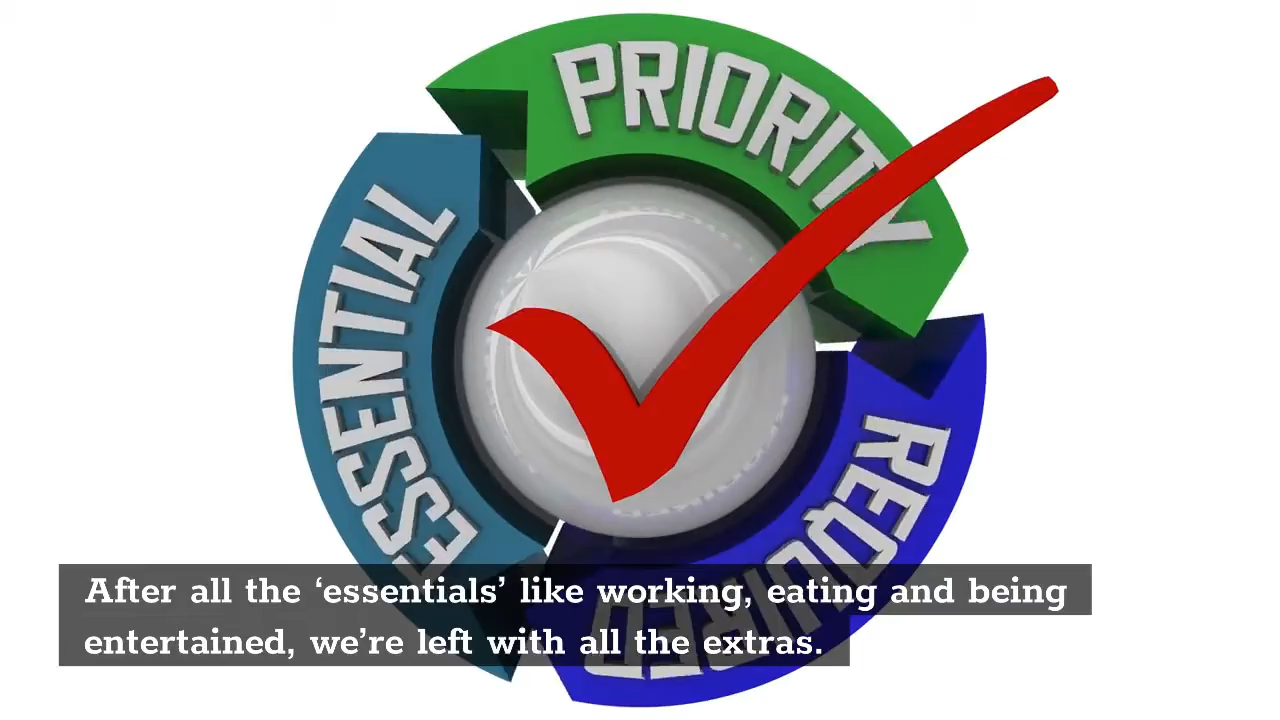 PRIORITY
ESSENTIAL
REQUIRED
After all the ‘essentials’ like working, eating and being
entertained, we’re left with all the extras.